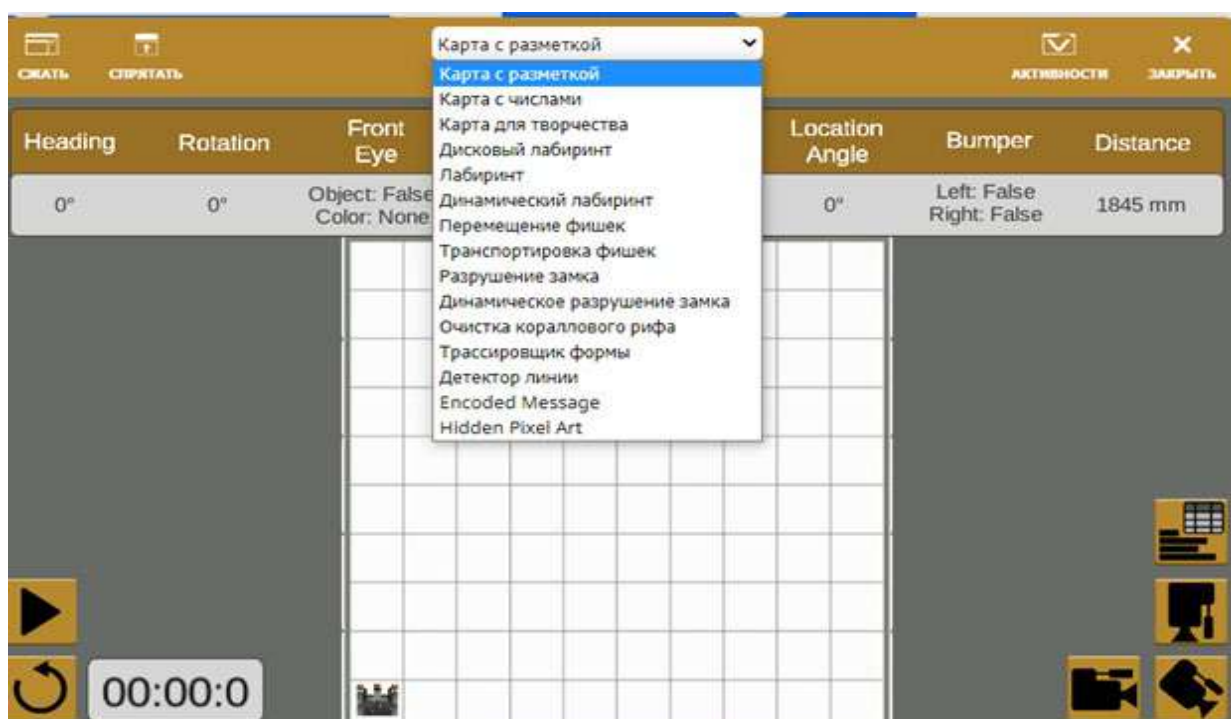 Карта с разметкой
СЖАТЬ
СПРЯТАТЬ
АКТИВНОСТИ
ЗАКРЫТЬ
Карта с разметкой
Карта с числами
Карта для творчества
Дисковый лабиринт
Лабиринт
Динамический лабиринт
Перемещение фишек
Транспортировка фишек
Разрушение замка
Динамическое разрушение замка
Очистка кораллового рифа
Трассировщик формы
Детектор линии
Encoded Message
Hidden Pixel Art
Heading
Rotation
Front
Eye
Location
Angle
Bumper
Distance
0°
0°
Object: False
Color: None
0°
Left: False
Right: False
1845 mm
00:00:0